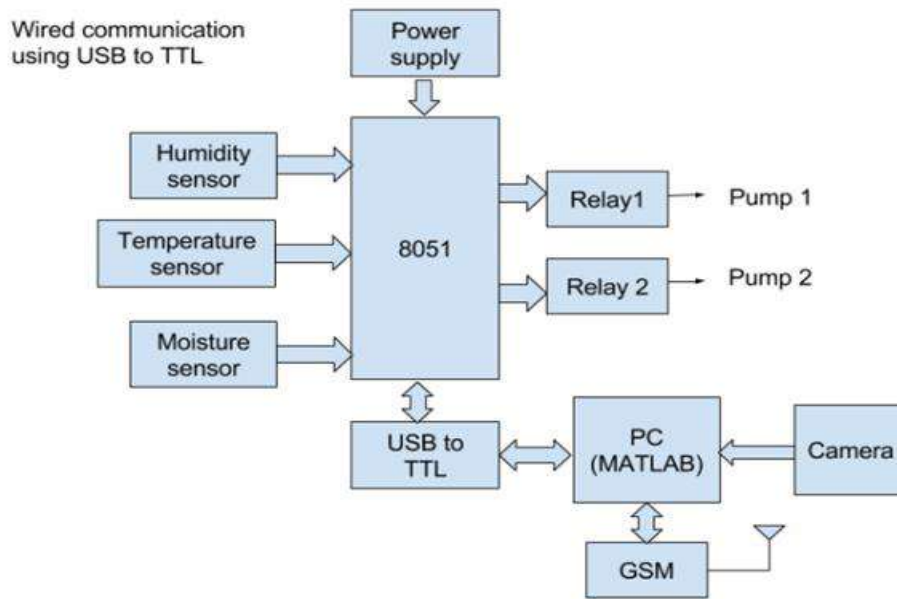 Wired communication
using USB to TTL
Power
supply
Humidity
sensor
Temperature
sensor
Moisture
sensor
8051
Relay1
Pump 1
Relay 2
Pump 2
USB to
TTL
PC
(MATLAB)
Camera
GSM